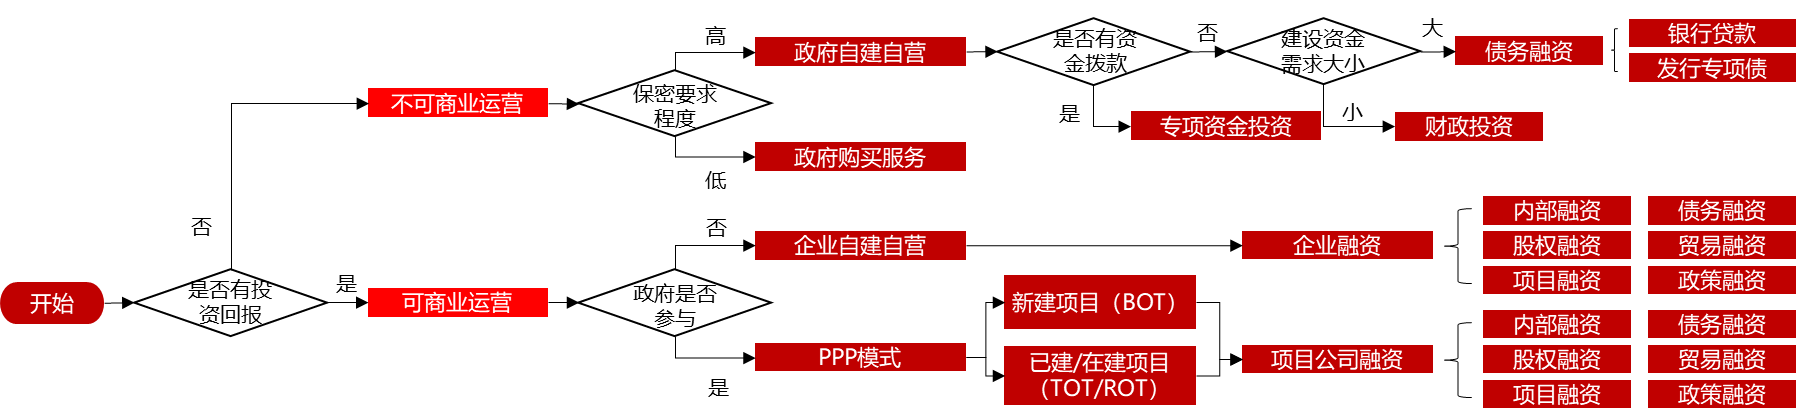 开始
是否有投
资回报
否
是
不可商业运营
保密要求
程度
高
低
政府自建自营
是否有资
金拨款
否
建设资金
需求大小
大
债务融资
银行贷款
发行专项债
是
专项资金投资
小
财政投资
政府购买服务
可商业运营
政府是否
参与
否
企业自建自营
企业融资
内部融资
债务融资
股权融资
贸易融资
项目融资
政策融资
是
PPP模式
新建项目（BOT）
已建/在建项目
（TOT/ROT）
项目公司融资
内部融资
债务融资
股权融资
贸易融资
项目融资
政策融资